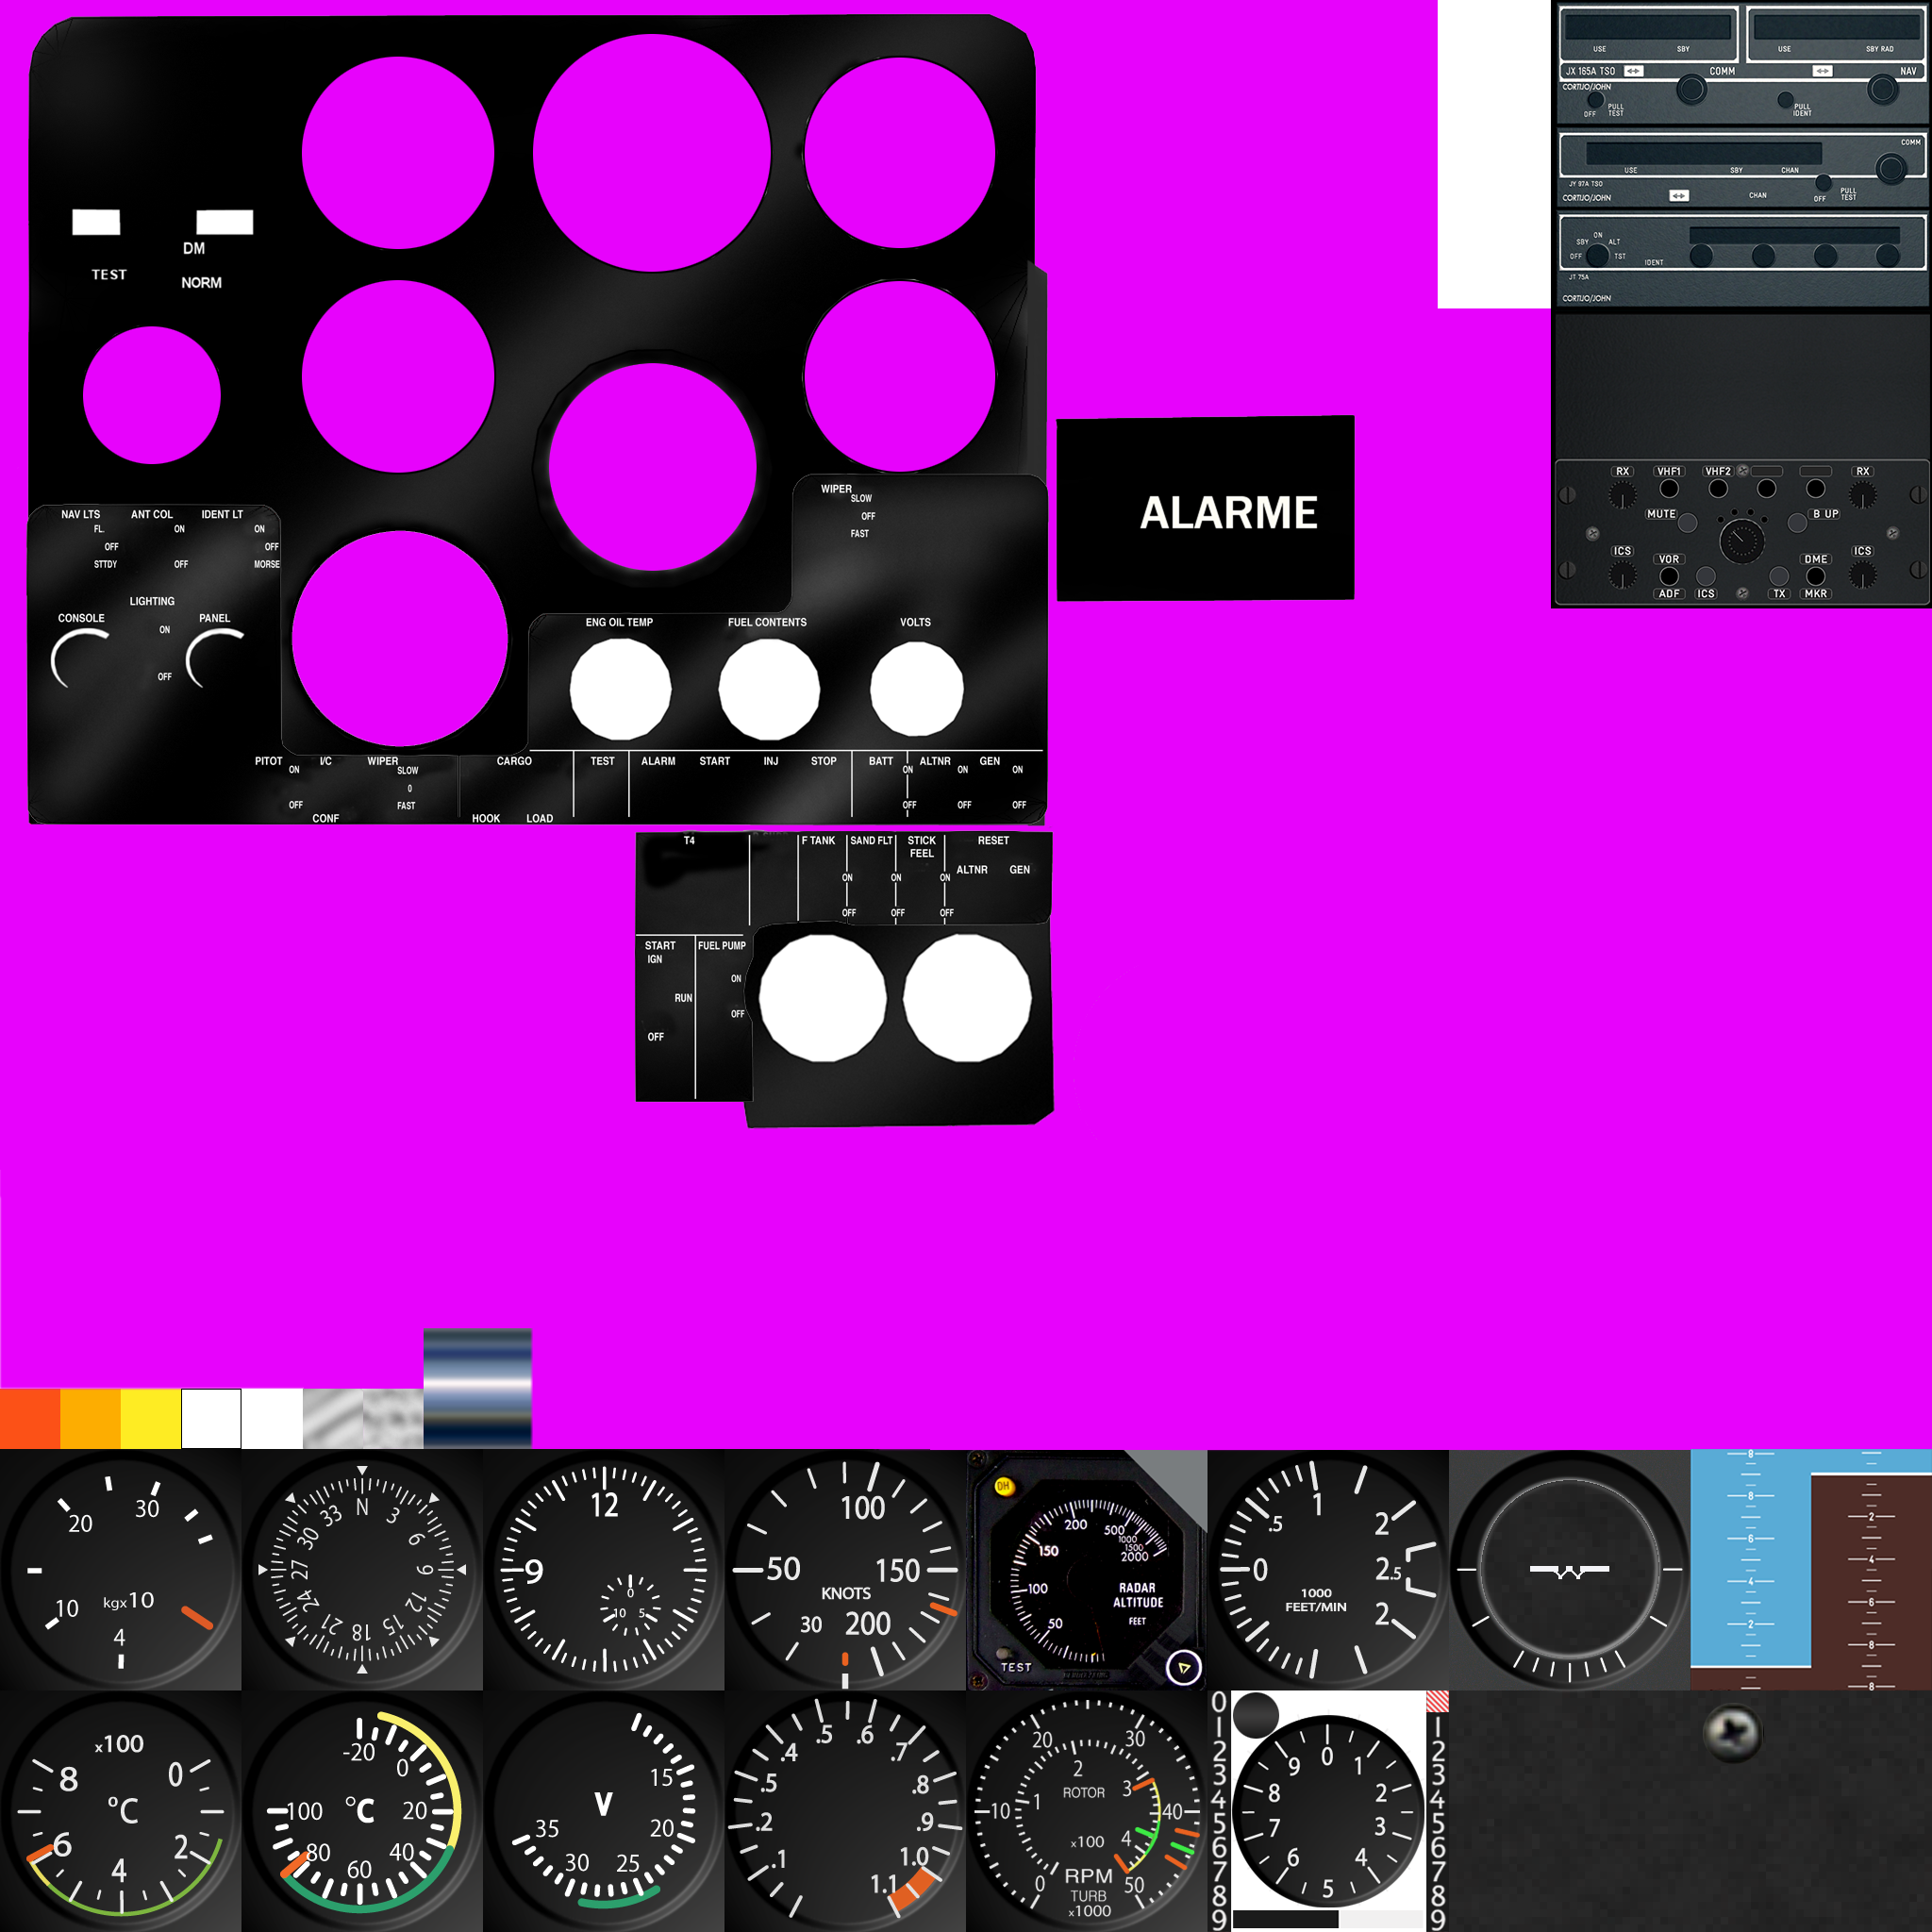 DM
TEST
NORM
NAV LTS ANT COL IDENT LT
FL. ON ON
OFF OFF
STTDY OFF MORSE
LIGHTING
CONSOLE PANEL
ON
OFF
WIPER
SLOW
OFF
FAST
ENG OIL TEMP FUEL CONTENTS VOLTS
PITOT I/C WIPER CARGO TEST ALARM START INJ STOP BATT ALTNR GEN
ON SLOW ON ON ON
0
OFF FAST OFF OFF OFF
CONF HOOK LOAD
ALARME
T4 F TANK SAND FLT STICK FEEL RESET
ALTNR GEN
ON ON ON
OFF OFF OFF
START FUEL PUMP
IGN
ON
RUN
OFF
OFF
USE SBY USE SBY RAD
JX 165A TSO COMM NAV
CORTIJO/JOHN
PULL TEST
OFF
PULL IDENT
COMM
USE SBY CHAN
JY 97A TSO
CORTIJO/JOHN CHAN OFF PULL TEST
ON
SBY ALT
OFF TST IDENT
JT 75A
CORTIJO/JOHN
RX VHF1 VHF2 RX
MUTE B UP
ICS VOR DME ICS
ADF ICS TX MKR
20 30
10 kgx10
4
N 3 6 9 12 15 18 21 24 27 30 33
12
9
0
10 5
100
50 150
KNOTS
30 200
DH
200 500
1000
1500
2000
150
100
RADAR
ALTITUDE
FEET
50
TEST
1
.5 2
0 2.5
1000
FEET/MIN
2
8
8
6
4
2
2
4
6
8
8
x100
8 0
°C
6 2
4
-20 0
100 °C 20
80 40
60
15
V
35 20
30 25
.5 .6
.4 .7
.5 .8
.2 .9
.1 1.0
1.1
20 30
2
ROTOR 3
10 1 40
x100 4
RPM
0 50
TURB
x1000
0
1
2
3
4
5
6
7
8
9
0
9 1
8 2
7 3
6 4
5
1
2
3
4
5
6
7
8
9